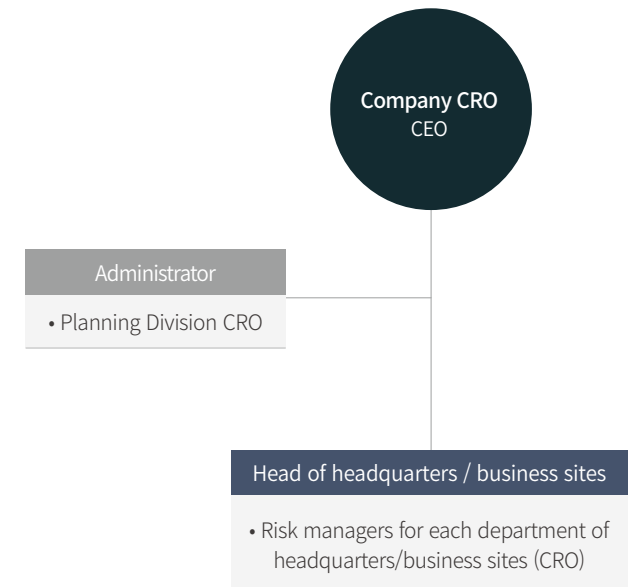 Company CRO
CEO
Administrator
• Planning Division CRO
Head of headquarters / business sites
• Risk managers for each department of
headquarters/business sites (CRO)